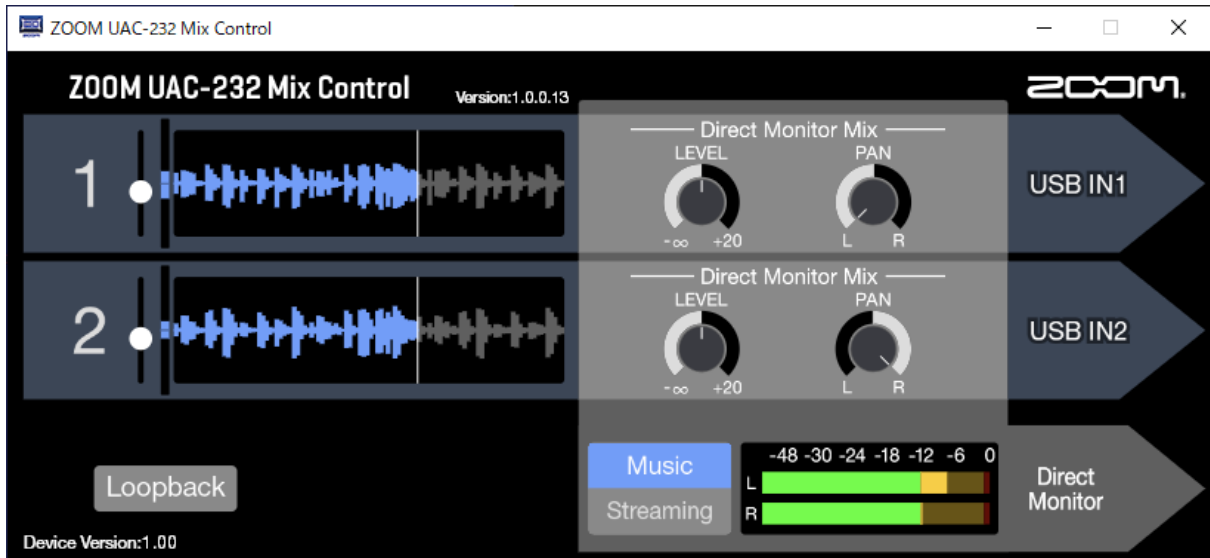 ZOOM UAC-232 Mix Control
ZOOM UAC-232 Mix Control
Version:1.0.0.13
ZOOM
1
Direct Monitor Mix
LEVEL
PAN
-∞ +20
L R
USB IN1
2
Direct Monitor Mix
LEVEL
PAN
-∞ +20
L R
USB IN2
Loopback
Music
Streaming
-48 -30 -24 -18 -12 -6 0
L
R
Direct
Monitor
Device Version:1.00